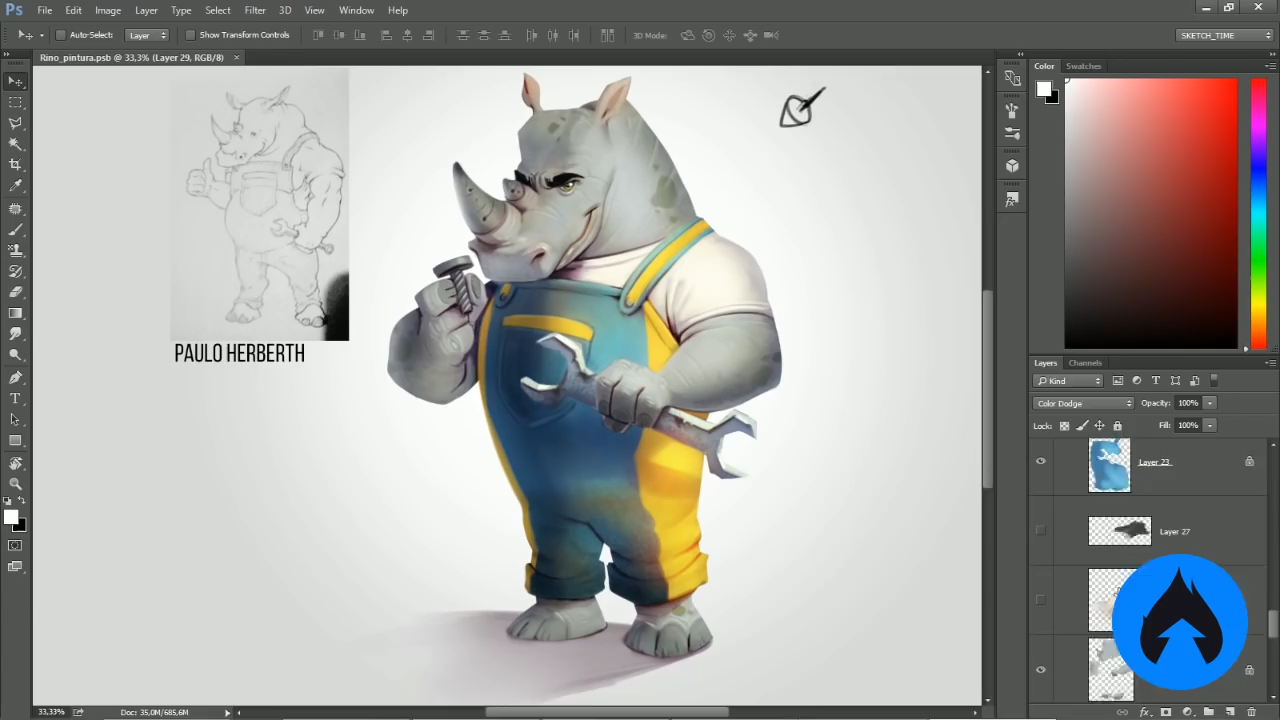 Ps File Edit Image Layer Type Select Filter 3D View Window Help
Auto-Select: Layer Show Transform Controls 3D Mode: SKETCH_TIME
Rino_pintura.psb @ 33,3% (Layer 29, RGB/8) ×
PAULO HERBERTH
Color Swatches
Layers Channels
Kind
Color Dodge Opacity: 100%
Lock: Fill: 100%
Layer 23
Layer 27
33,33% Doc: 35,0M/685,6M